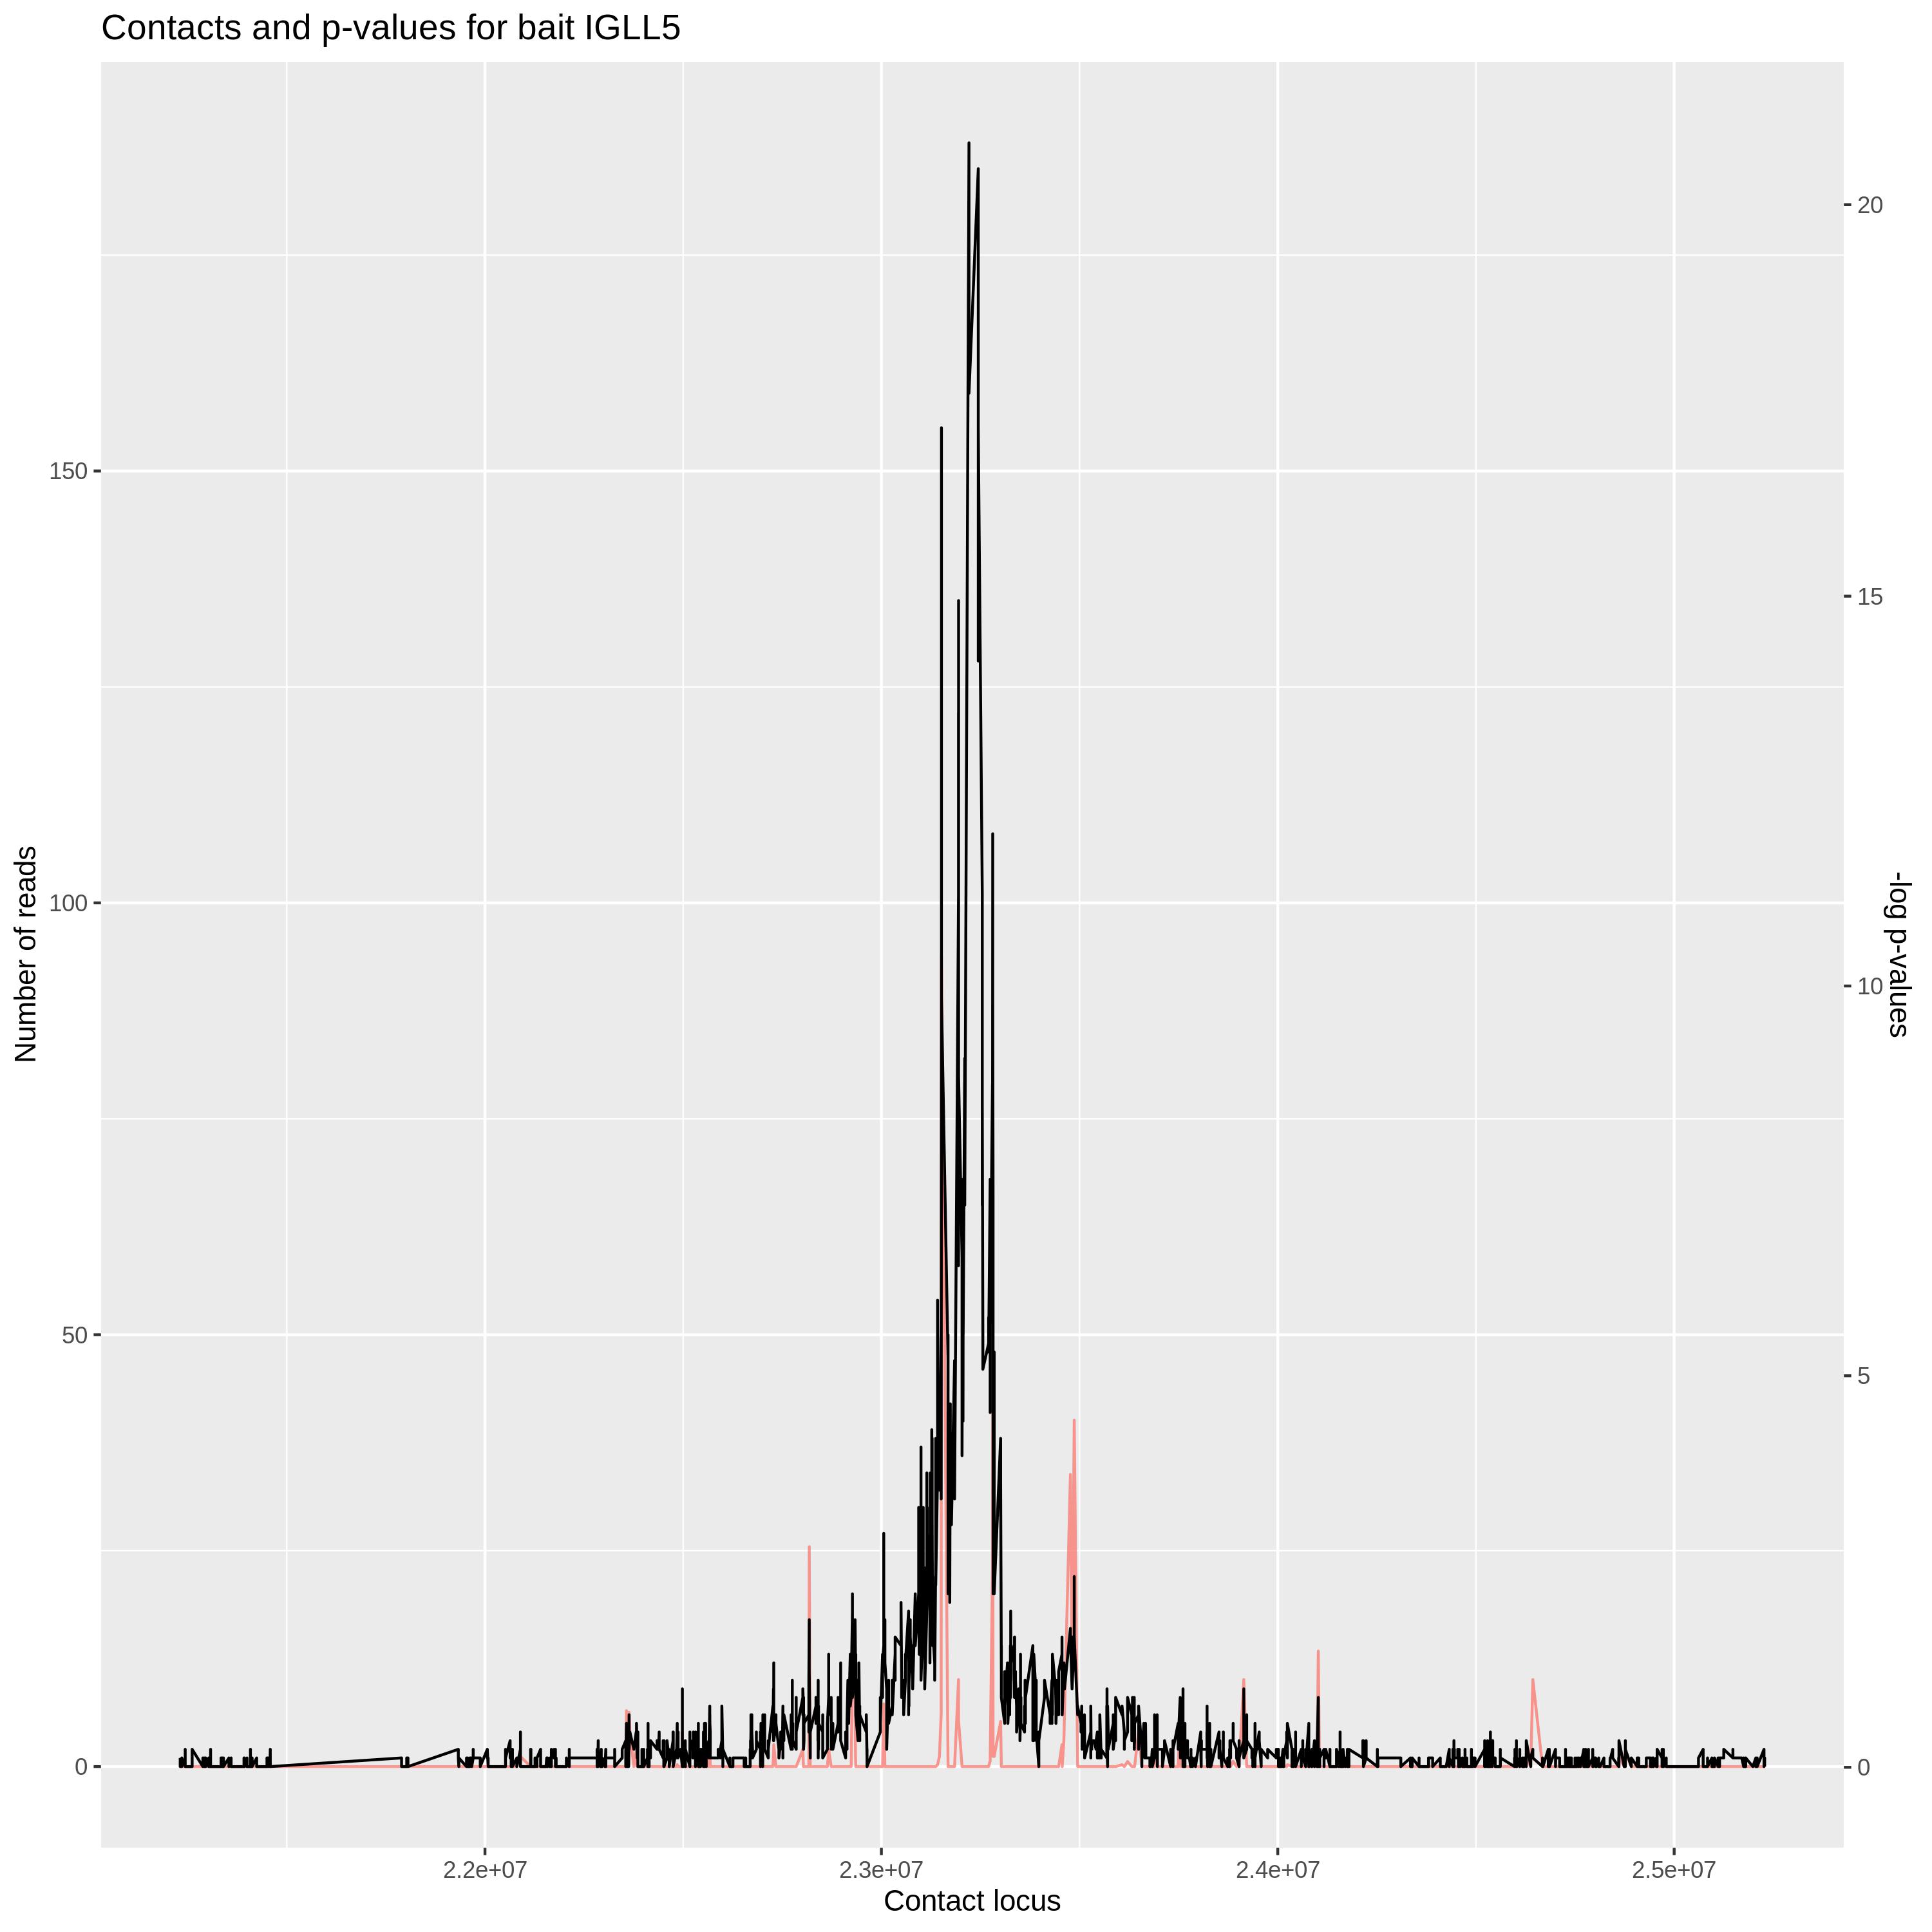 Contacts and p-values for bait IGLL5
Number of reads
150
100
50
0
20
15
10
5
0
-log p-values
2.2e+07
2.3e+07
2.4e+07
2.5e+07
Contact locus